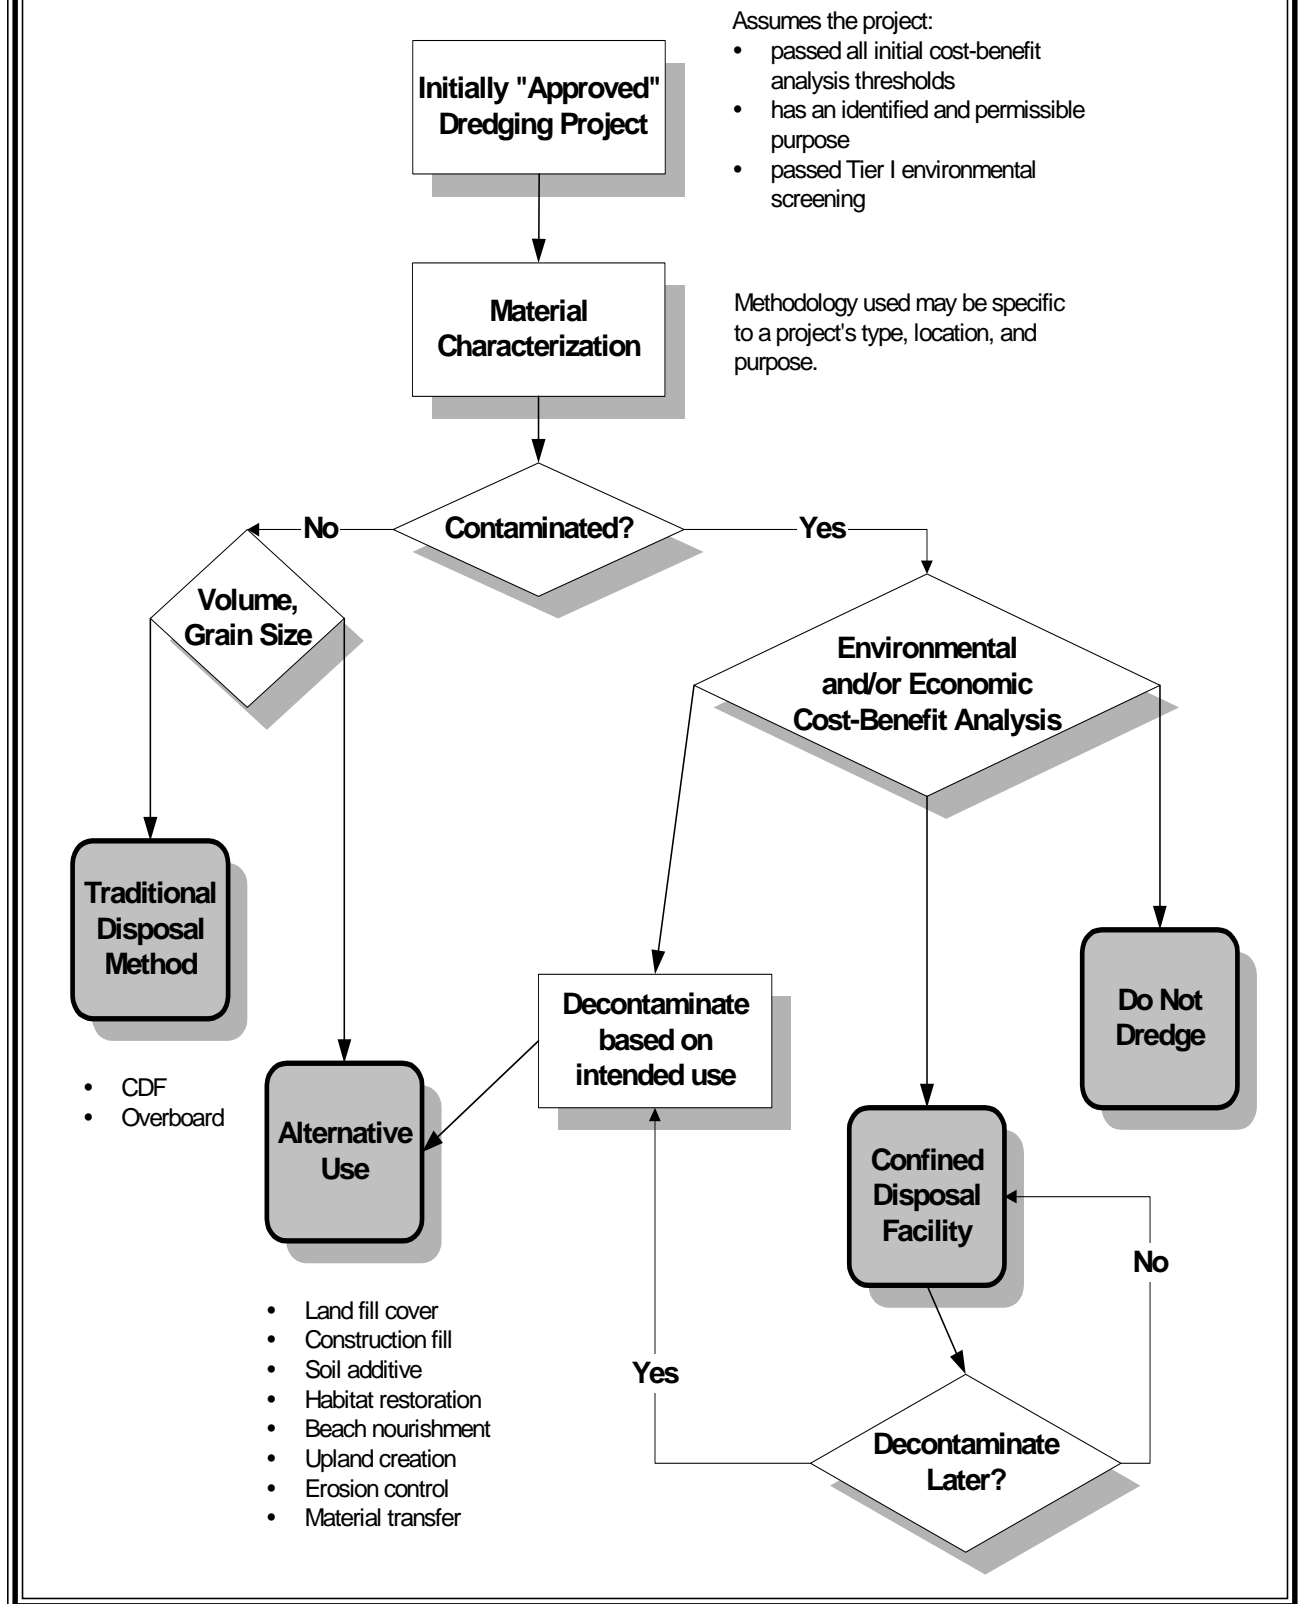 Assumes the project:
• passed all initial cost-benefit
analysis thresholds
• has an identified and permissible
purpose
• passed Tier I environmental
screening
Initially "Approved"
Dredging Project
Material
Characterization
Methodology used may be specific
to a project's type, location, and
purpose.
Contaminated?
No
Yes
Volume,
Grain Size
Environmental
and/or Economic
Cost-Benefit Analysis
Traditional
Disposal
Method
• CDF
• Overboard
Alternative
Use
Decontaminate
based on
intended use
Do Not
Dredge
Confined
Disposal
Facility
No
• Land fill cover
• Construction fill
• Soil additive
• Habitat restoration
• Beach nourishment
• Upland creation
• Erosion control
• Material transfer
Yes
Decontaminate
Later?